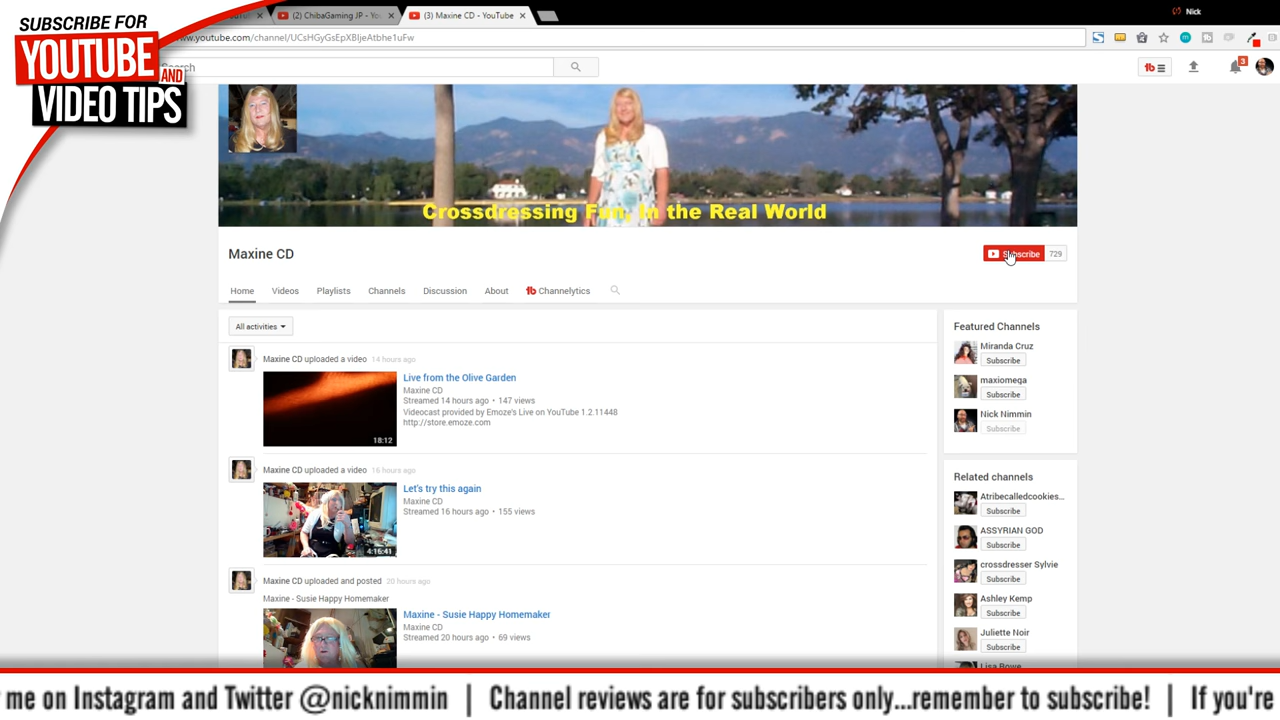 SUBSCRIBE FOR
YOUTUBE
AND
VIDEO TIPS
(2) ChibaGaming JP - Yo
(3) Maxine CD - YouTube
Nick
www.youtube.com/channel/UCsHGyGsEpXBljeAtbhe1uFw
Search
tb
3
Crossdressing Fun, in the Real World
Maxine CD
Subscribe 729
Home Videos Playlists Channels Discussion About tb Channelytics
All activities
Maxine CD uploaded a video 14 hours ago
Live from the Olive Garden
Maxine CD
Streamed 14 hours ago • 147 views
Videocast provided by Emoze's Live on YouTube 1.2.11448
http://store.emoze.com
18:12
Maxine CD uploaded a video 16 hours ago
Let's try this again
Maxine CD
Streamed 16 hours ago • 155 views
4:16:41
Maxine CD uploaded and posted 20 hours ago
Maxine - Susie Happy Homemaker
Maxine - Susie Happy Homemaker
Maxine CD
Streamed 20 hours ago • 69 views
Featured Channels
Miranda Cruz
Subscribe
maxiomega
Subscribe
Nick Nimmin
Subscribe
Related channels
Atribecalledcookies...
Subscribe
ASSYRIAN GOD
Subscribe
crossdresser Sylvie
Subscribe
Ashley Kemp
Subscribe
Juliette Noir
Subscribe
Lisa Rowe
me on Instagram and Twitter @nicknimmin | Channel reviews are for subscribers only...remember to subscribe! | If you're